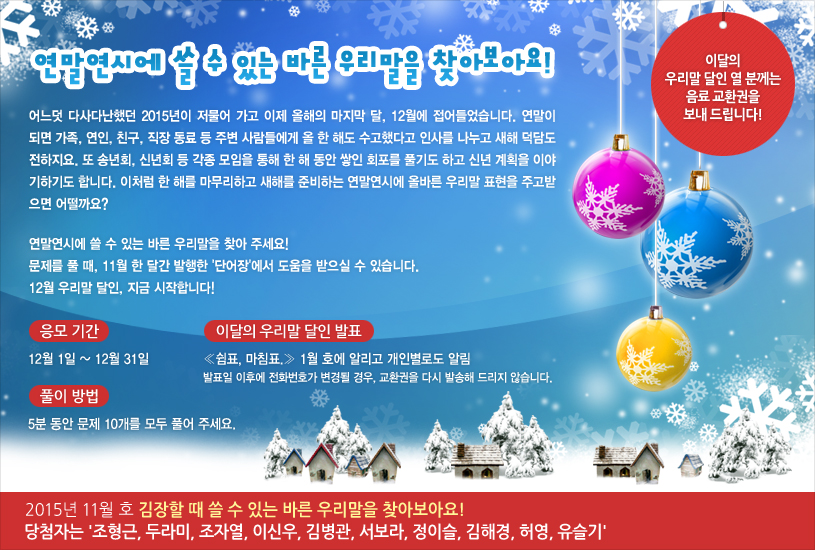 연말연시에 쓸 수 있는 바른 우리말을 찾아보아요!
이달의
우리말 달인 열 분께는
음료 교환권을
보내 드립니다!
어느덧 다사다난했던 2015년이 저물어 가고 이제 올해의 마지막 달, 12월에 접어들었습니다. 연말이
되면 가족, 연인, 친구, 직장 동료 등 주변 사람들에게 올 한 해도 수고했다고 인사를 나누고 새해 덕담도
전하지요. 또 송년회, 신년회 등 각종 모임을 통해 한 해 동안 쌓인 회포를 풀기도 하고 신년 계획을 이야
기하기도 합니다. 이처럼 한 해를 마무리하고 새해를 준비하는 연말연시에 올바른 우리말 표현을 주고받
으면 어떨까요?
연말연시에 쓸 수 있는 바른 우리말을 찾아 주세요!
문제를 풀 때, 11월 한 달간 발행한 '단어장'에서 도움을 받으실 수 있습니다.
12월 우리말 달인, 지금 시작합니다!
응모 기간
12월 1일 ~ 12월 31일
이달의 우리말 달인 발표
≪쉼표, 마침표.≫ 1월 호에 알리고 개인별로도 알림
발표일 이후에 전화번호가 변경될 경우, 교환권을 다시 발송해 드리지 않습니다.
풀이 방법
5분 동안 문제 10개를 모두 풀어 주세요.
2015년 11월 호 김장할 때 쓸 수 있는 바른 우리말을 찾아보아요!
당첨자는 '조형근, 두라미, 조자열, 이신우, 김병관, 서보라, 정이슬, 김해경, 허영, 유슬기'